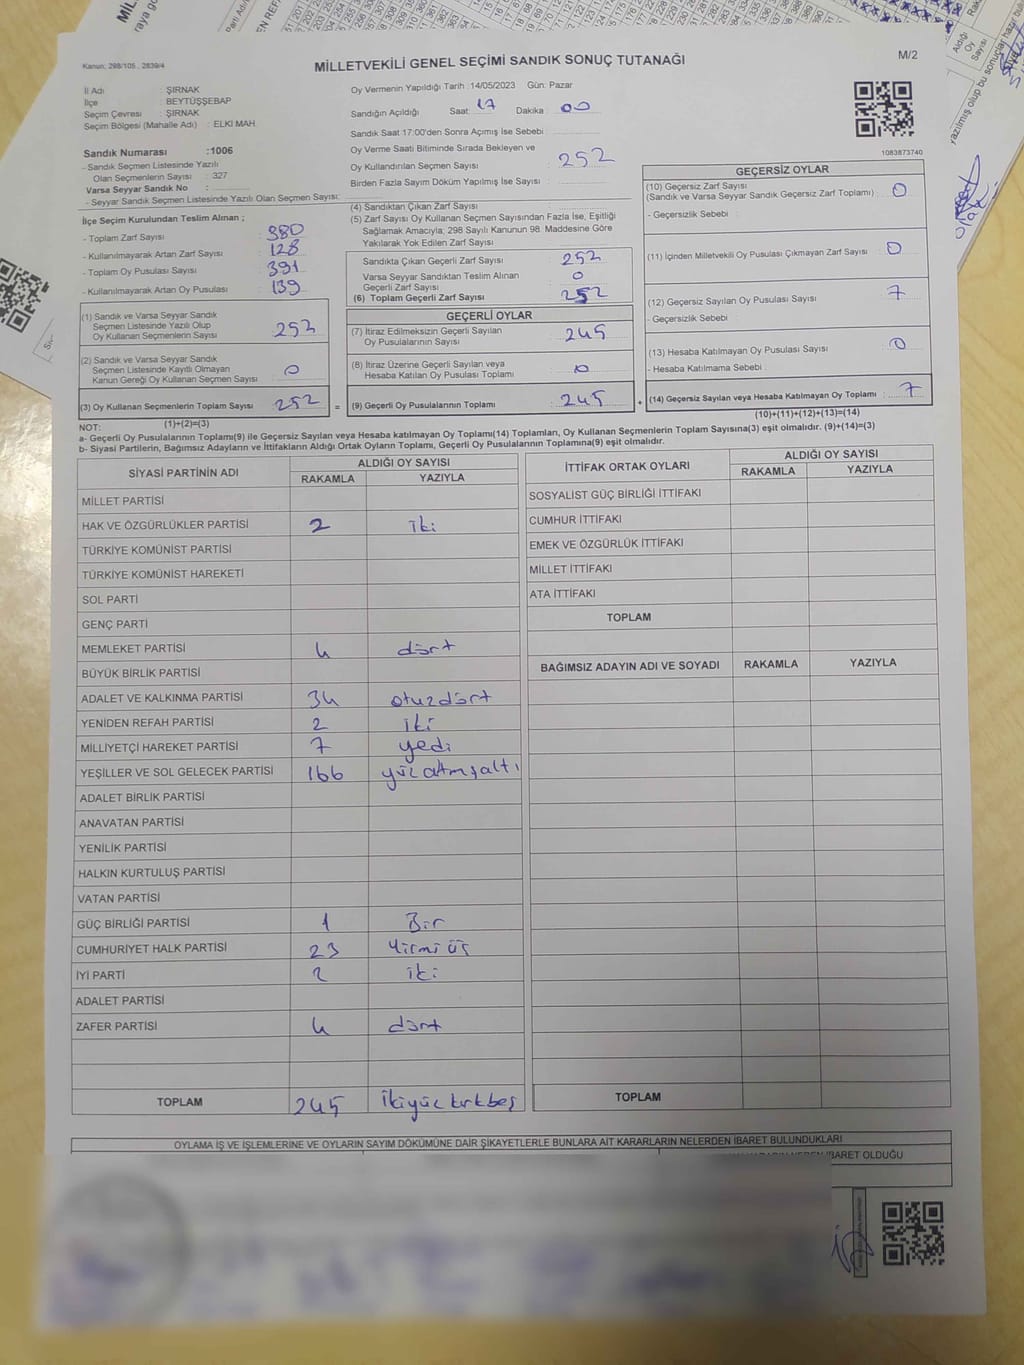 Kanun: 298/105 , 2839/4
MİLLETVEKİLİ GENEL SEÇİMİ SANDIK SONUÇ TUTANAĞI
M/2
İl Adı : ŞIRNAK
İlçe : BEYTÜŞŞEBAP
Seçim Çevresi : ŞIRNAK
Seçim Bölgesi (Mahalle Adı) : ELKİ MAH.
Sandık Numarası :1006
- Sandık Seçmen Listesinde Yazılı
Olan Seçmenlerin Sayısı : 327
Varsa Seyyar Sandık No :
- Seyyar Sandık Seçmen Listesinde Yazılı Olan Seçmen Sayısı:
Oy Vermenin Yapıldığı Tarih :14/05/2023 Gün: Pazar
Sandığın Açıldığı Saat: 17 Dakika : 00
Sandık Saat 17:00'den Sonra Açımış İse Sebebi :
Oy Verme Saati Bitiminde Sırada Bekleyen ve
Oy Kullandırılan Seçmen Sayısı : 252
Birden Fazla Sayım Döküm Yapılmış İse Sayısı :
1083873740
İlçe Seçim Kurulundan Teslim Alınan ;
- Toplam Zarf Sayısı : 380
- Kullanılmayarak Artan Zarf Sayısı : 128
- Toplam Oy Pusulası Sayısı : 391
- Kullanılmayarak Artan Oy Pusulası : 139
(1) Sandık ve Varsa Seyyar Sandık
Seçmen Listesinde Yazılı Olup
Oy Kullanan Seçmenlerin Sayısı : 252
(2) Sandık ve Varsa Seyyar Sandık
Seçmen Listesinde Kayıtlı Olmayan
Kanun Gereği Oy Kullanan Seçmen Sayısı : 0
(3) Oy Kullanan Seçmenlerin Toplam Sayısı : 252
(1)+(2)=(3)
(4) Sandıktan Çıkan Zarf Sayısı :
(5) Zarf Sayısı Oy Kullanan Seçmen Sayısından Fazla İse, Eşitliği
Sağlamak Amacıyla; 298 Sayılı Kanunun 98. Maddesine Göre
Yakılarak Yok Edilen Zarf Sayısı :
Sandıkta Çıkan Geçerli Zarf Sayısı : 252
Varsa Seyyar Sandıktan Teslim Alınan
Geçerli Zarf Sayısı : 0
(6) Toplam Geçerli Zarf Sayısı : 252
GEÇERLİ OYLAR
(7) İtiraz Edilmeksizin Geçerli Sayılan
Oy Pusulalarının Sayısı : 245
(8) İtiraz Üzerine Geçerli Sayılan veya
Hesaba Katılan Oy Pusulası Toplamı : 0
= (9) Geçerli Oy Pusulalarının Toplamı : 245
GEÇERSİZ OYLAR
(10) Geçersiz Zarf Sayısı
(Sandık ve Varsa Seyyar Sandık Geçersiz Zarf Toplamı) : 0
- Geçersizlik Sebebi :
(11) İçinden Milletvekili Oy Pusulası Çıkmayan Zarf Sayısı : 0
(12) Geçersiz Sayılan Oy Pusulası Sayısı : 7
- Geçersizlik Sebebi :
(13) Hesaba Katılmayan Oy Pusulası Sayısı : 0
- Hesaba Katılmama Sebebi :
+ (14) Geçersiz Sayılan veya Hesaba Katılmayan Oy Toplamı : 7
(10)+(11)+(12)+(13)=(14)
NOT:
a- Geçerli Oy Pusulalarının Toplamı(9) ile Geçersiz Sayılan veya Hesaba katılmayan Oy Toplamı(14) Toplamları, Oy Kullanan Seçmenlerin Toplam Sayısına(3) eşit olmalıdır. (9)+(14)=(3)
b- Siyasi Partilerin, Bağımsız Adayların ve İttifakların Aldığı Ortak Oyların Toplamı, Geçerli Oy Pusulalarının Toplamına(9) eşit olmalıdır.
SİYASİ PARTİNİN ADI ALDIĞI OY SAYISI
RAKAMLA YAZIYLA
MİLLET PARTİSİ
HAK VE ÖZGÜRLÜKLER PARTİSİ 2 iki
TÜRKİYE KOMÜNİST PARTİSİ
TÜRKİYE KOMÜNİST HAREKETİ
SOL PARTİ
GENÇ PARTİ
MEMLEKET PARTİSİ 4 dört
BÜYÜK BİRLİK PARTİSİ
ADALET VE KALKINMA PARTİSİ 34 otuzdört
YENİDEN REFAH PARTİSİ 2 iki
MİLLİYETÇİ HAREKET PARTİSİ 7 yedi
YEŞİLLER VE SOL GELECEK PARTİSİ 166 yüzatmışaltı
ADALET BİRLİK PARTİSİ
ANAVATAN PARTİSİ
YENİLİK PARTİSİ
HALKIN KURTULUŞ PARTİSİ
VATAN PARTİSİ
GÜÇ BİRLİĞİ PARTİSİ 1 Bir
CUMHURİYET HALK PARTİSİ 23 Yirmi üç
İYİ PARTİ 2 iki
ADALET PARTİSİ
ZAFER PARTİSİ 4 dört
TOPLAM 245 ikiyüzkırkbeş
İTTİFAK ORTAK OYLARI ALDIĞI OY SAYISI
RAKAMLA YAZIYLA
SOSYALİST GÜÇ BİRLİĞİ İTTİFAKI
CUMHUR İTTİFAKI
EMEK VE ÖZGÜRLÜK İTTİFAKI
MİLLET İTTİFAKI
ATA İTTİFAKI
TOPLAM
BAĞIMSIZ ADAYIN ADI VE SOYADI RAKAMLA YAZIYLA
TOPLAM
OYLAMA İŞ VE İŞLEMLERİNE VE OYLARIN SAYIM DÖKÜMÜNE DAİR ŞİKAYETLERLE BUNLARA AİT KARARLARIN NELERDEN İBARET BULUNDUKLARI
İBARET OLDUĞU